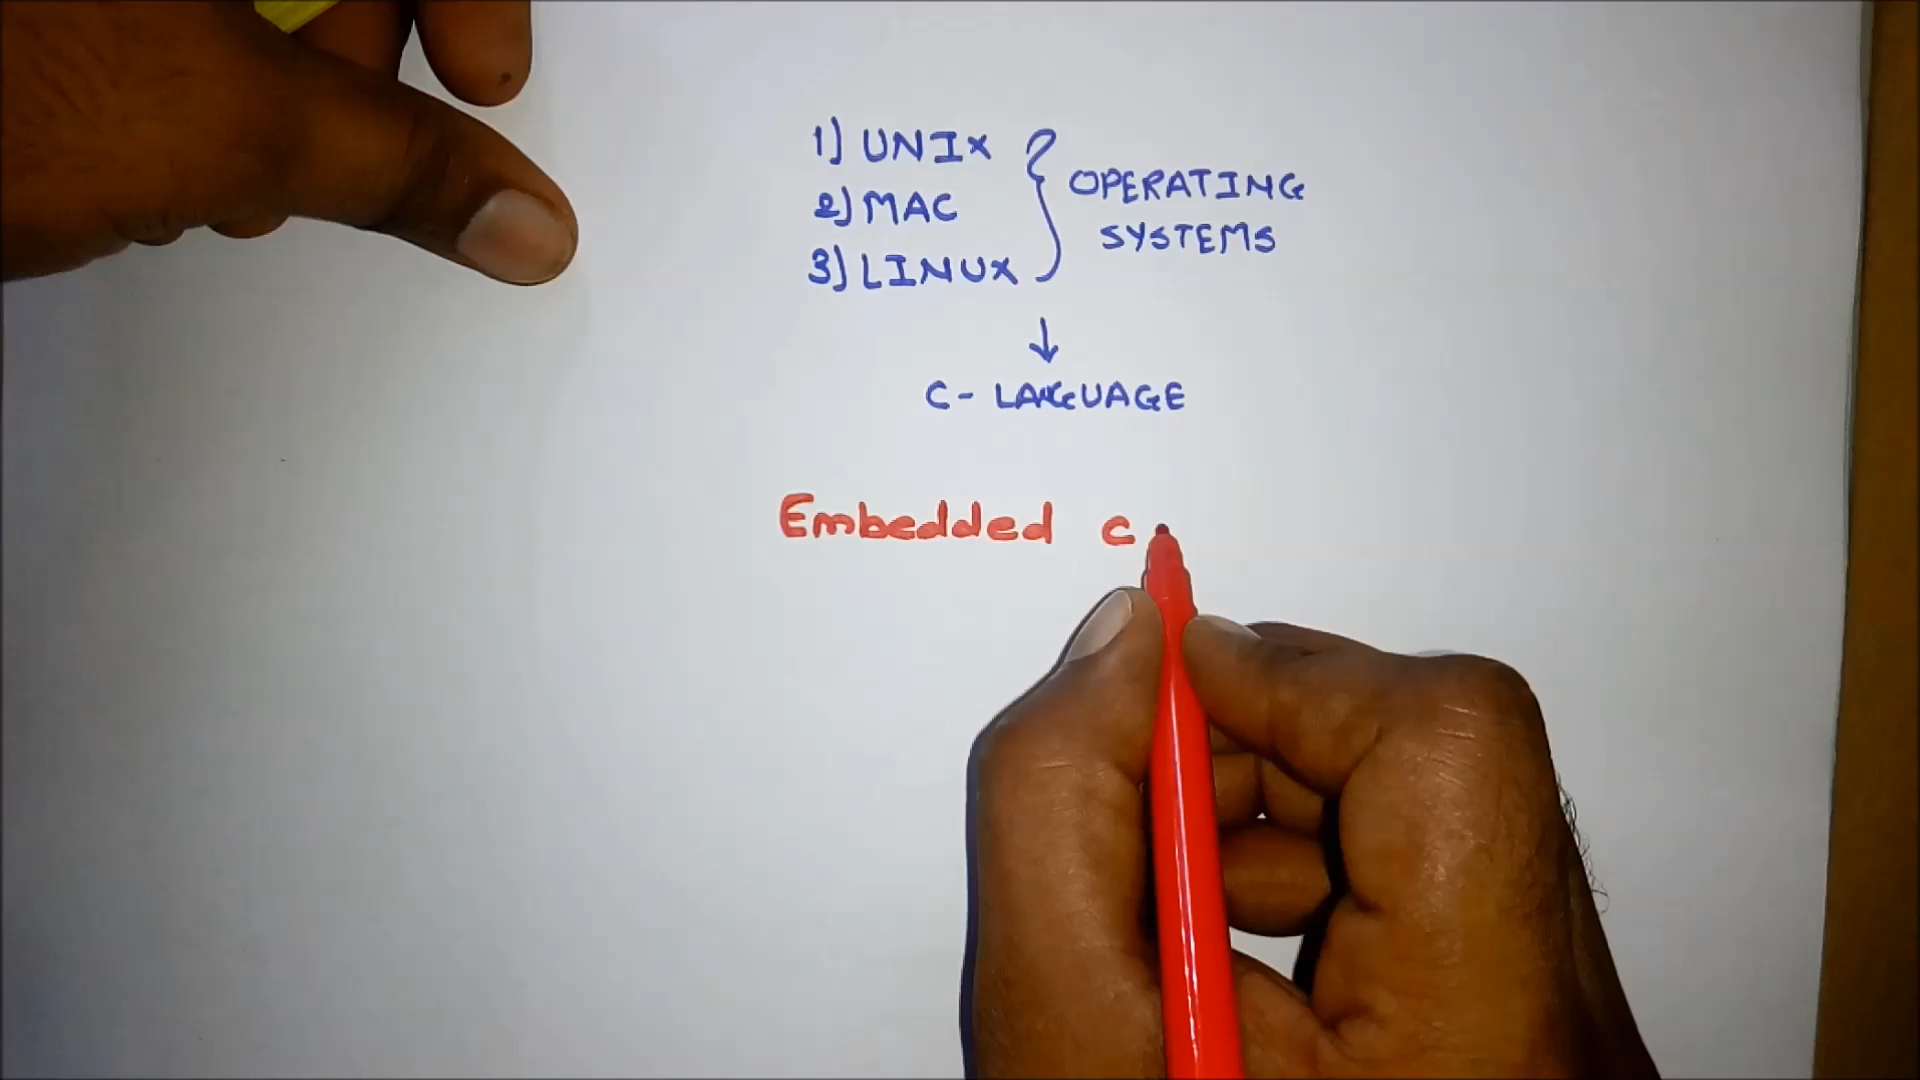 1) UNIX
2) MAC
3) LINUX
OPERATING
SYSTEMS
C - LANGUAGE
Embedded C